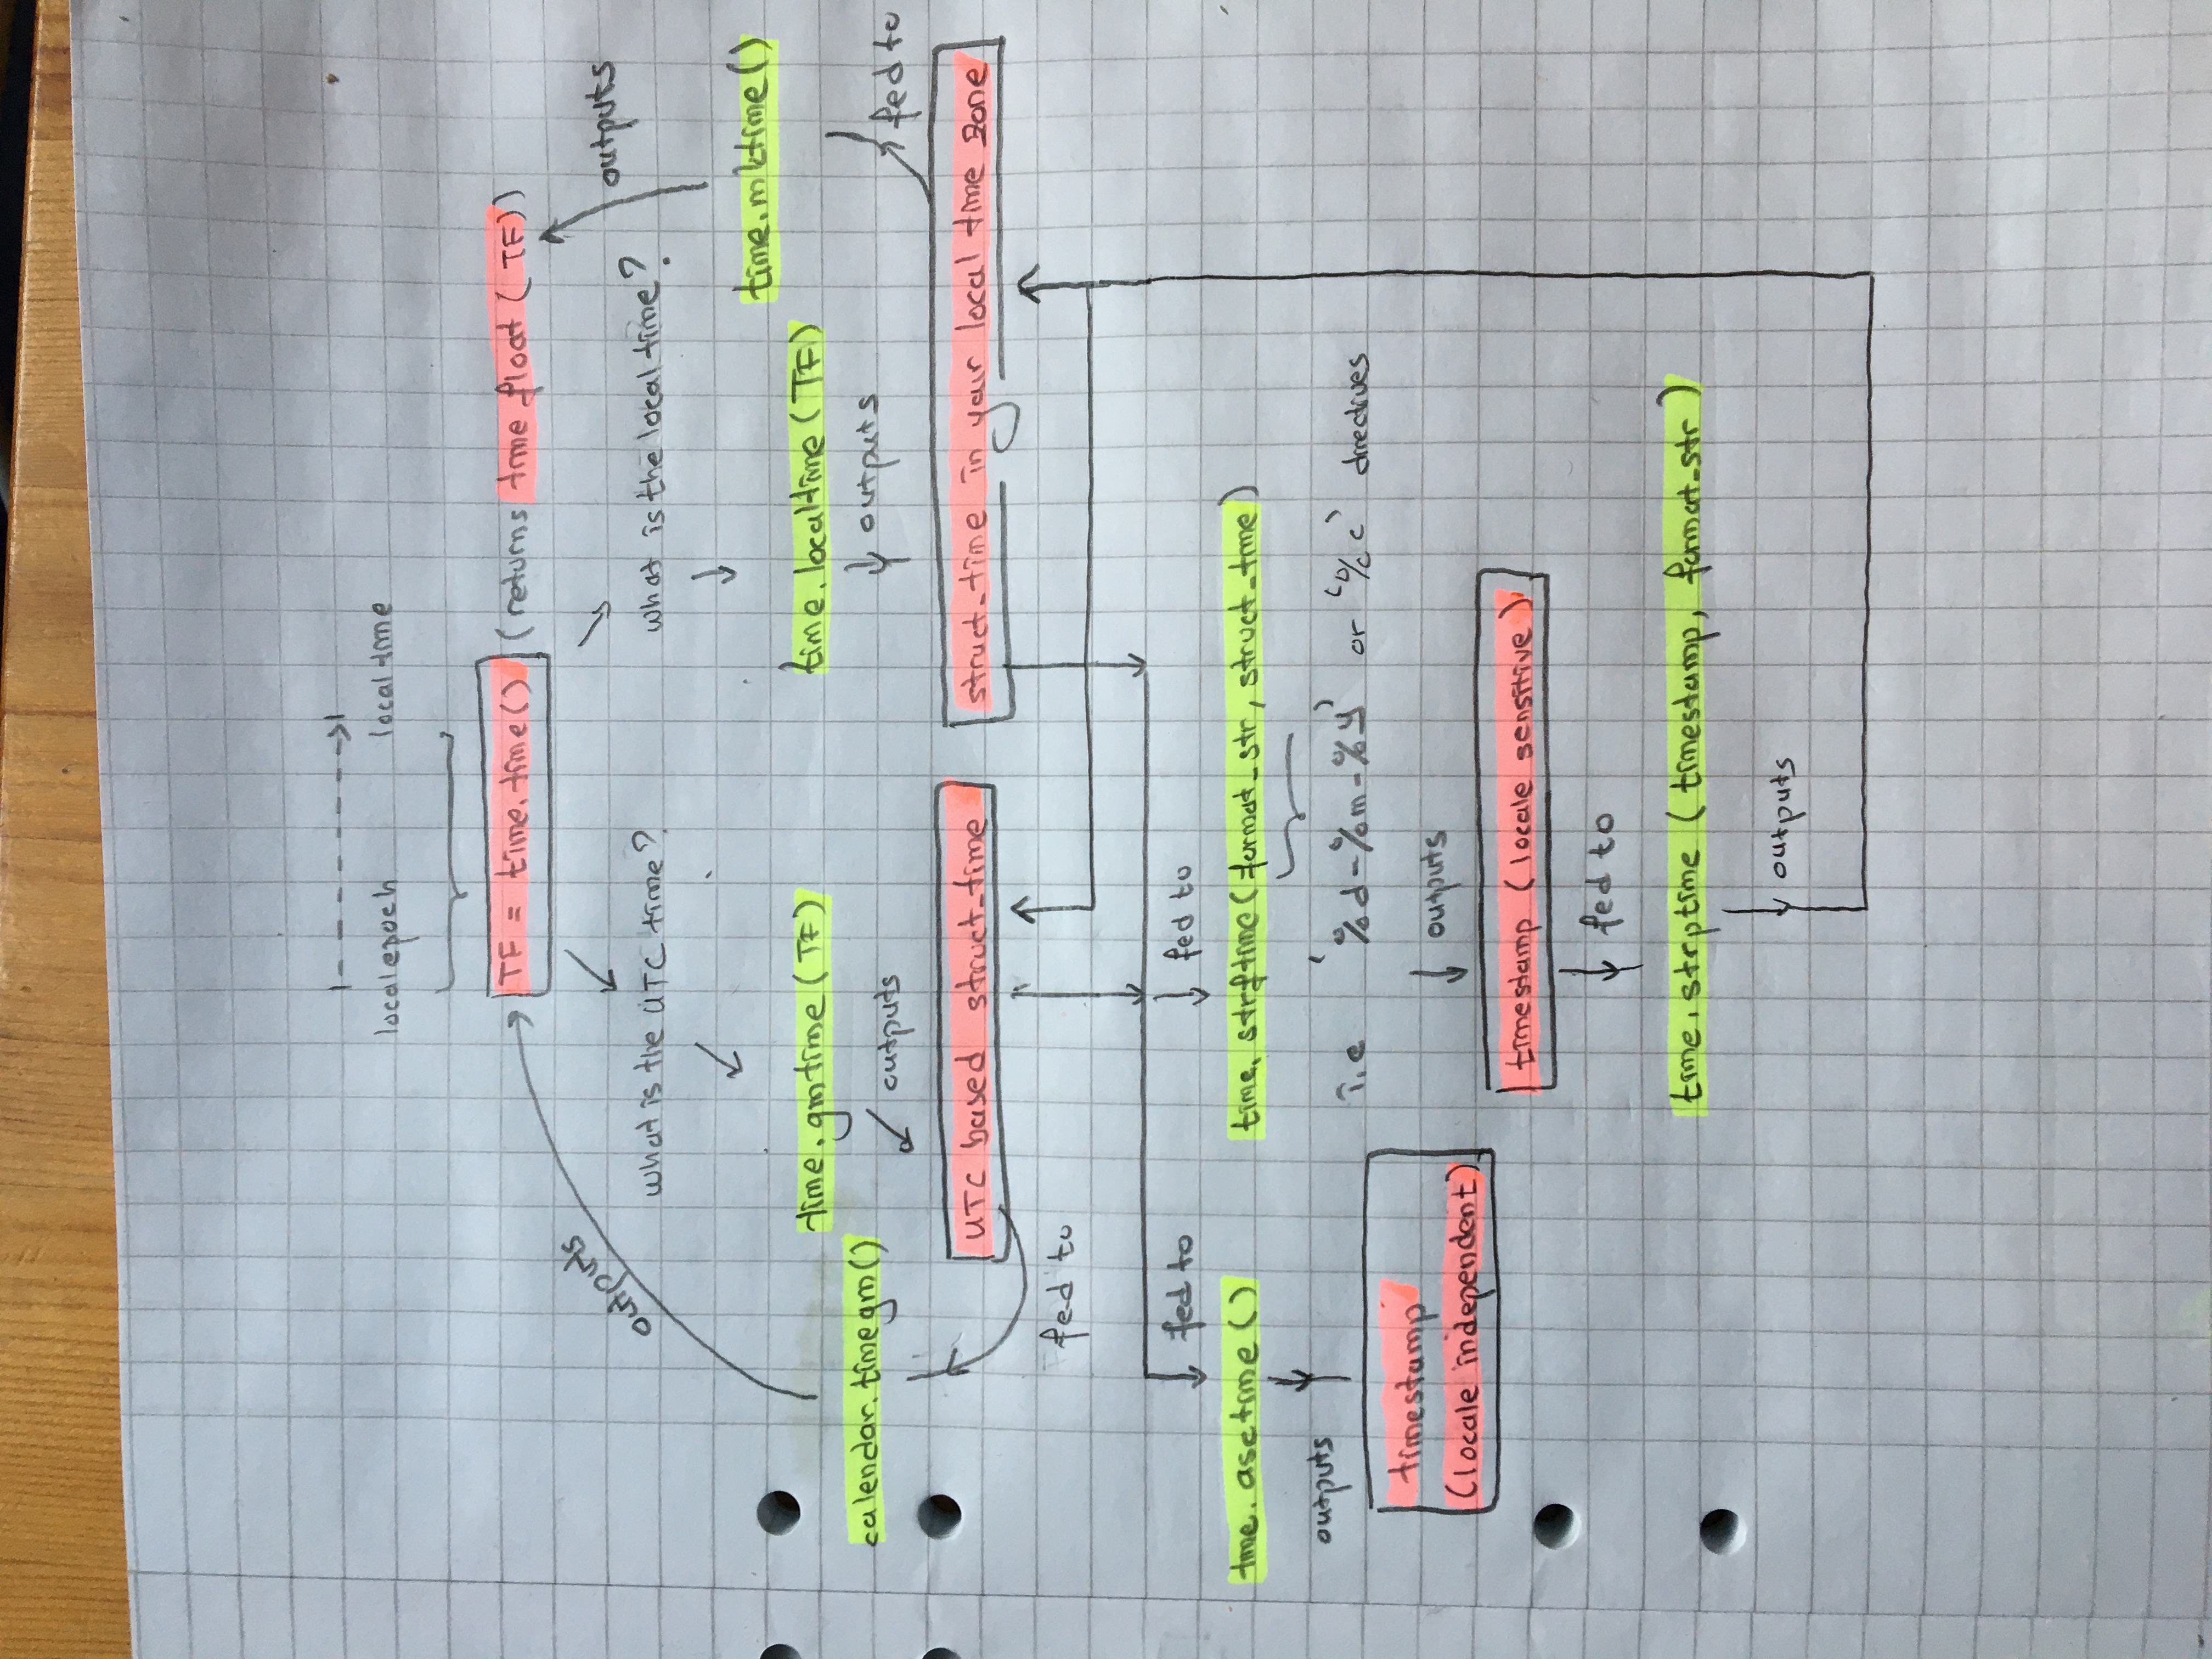 local epoch local time
TF = time.time() (returns time float (TF))
outputs
outputs
what is the UTC time? what is the local time?
time.mktime()
time.gmtime(TF) time.localtime(TF)
calendar.timegm()
outputs outputs
fed to
UTC based struct_time struct_time in your local time zone
fed to
fed to fed to
time.asctime() time.strftime(format_str, struct_time)
outputs
i.e '%d-%m-%y' or '%c' directives
timestamp
(locale independent)
outputs
timestamp (locale sensitive)
fed to
time.strptime (timestamp, format_str)
outputs